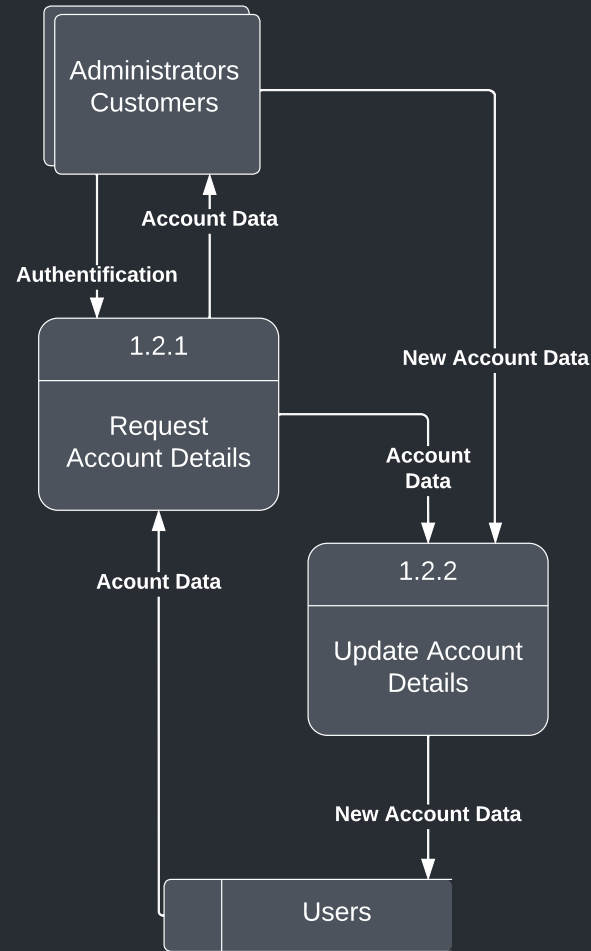 Administrators
Customers
Account Data
Authentification
1.2.1
New Account Data
Request
Account Details
Account
Data
1.2.2
Acount Data
Update Account
Details
New Account Data
Users